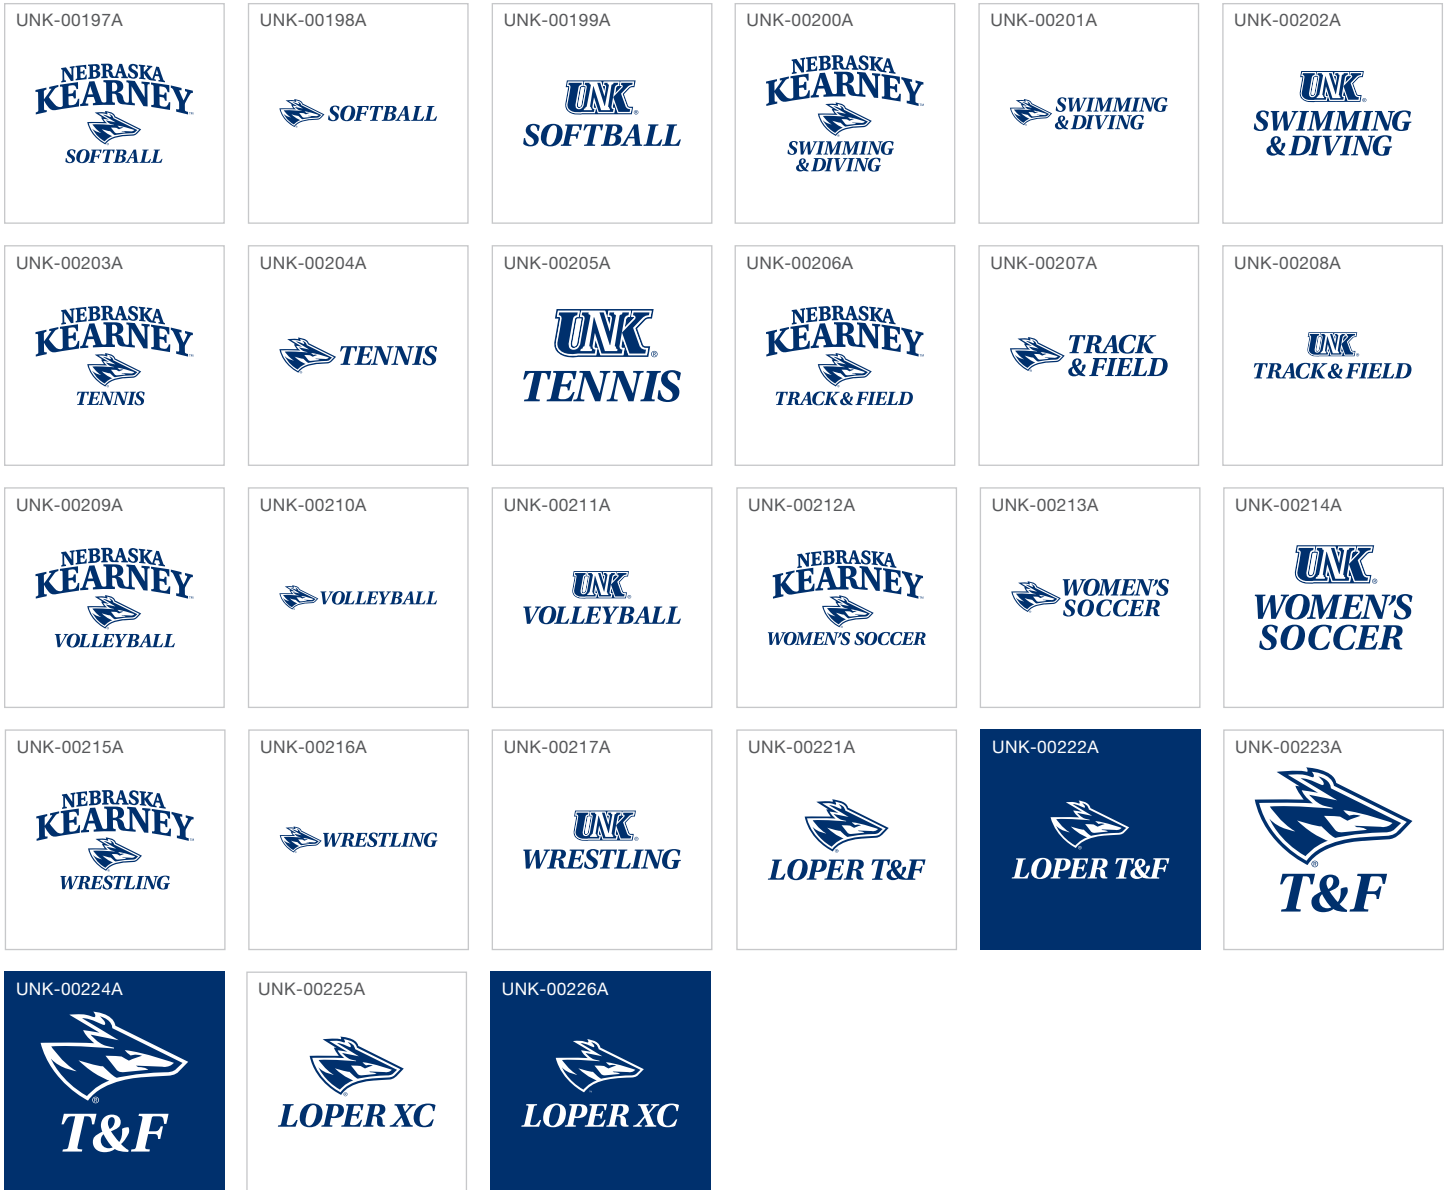 UNK-00197A
NEBRASKA
KEARNEY
SOFTBALL
UNK-00198A
SOFTBALL
UNK-00199A
UNK
SOFTBALL
UNK-00200A
NEBRASKA
KEARNEY
SWIMMING
& DIVING
UNK-00201A
SWIMMING
& DIVING
UNK-00202A
UNK
SWIMMING
& DIVING
UNK-00203A
NEBRASKA
KEARNEY
TENNIS
UNK-00204A
TENNIS
UNK-00205A
UNK
TENNIS
UNK-00206A
NEBRASKA
KEARNEY
TRACK & FIELD
UNK-00207A
TRACK
& FIELD
UNK-00208A
UNK
TRACK & FIELD
UNK-00209A
NEBRASKA
KEARNEY
VOLLEYBALL
UNK-00210A
VOLLEYBALL
UNK-00211A
UNK
VOLLEYBALL
UNK-00212A
NEBRASKA
KEARNEY
WOMEN'S SOCCER
UNK-00213A
WOMEN'S
SOCCER
UNK-00214A
UNK
WOMEN'S
SOCCER
UNK-00215A
NEBRASKA
KEARNEY
WRESTLING
UNK-00216A
WRESTLING
UNK-00217A
UNK
WRESTLING
UNK-00221A
LOPER T&F
UNK-00222A
LOPER T&F
UNK-00223A
T&F
UNK-00224A
T&F
UNK-00225A
LOPER XC
UNK-00226A
LOPER XC